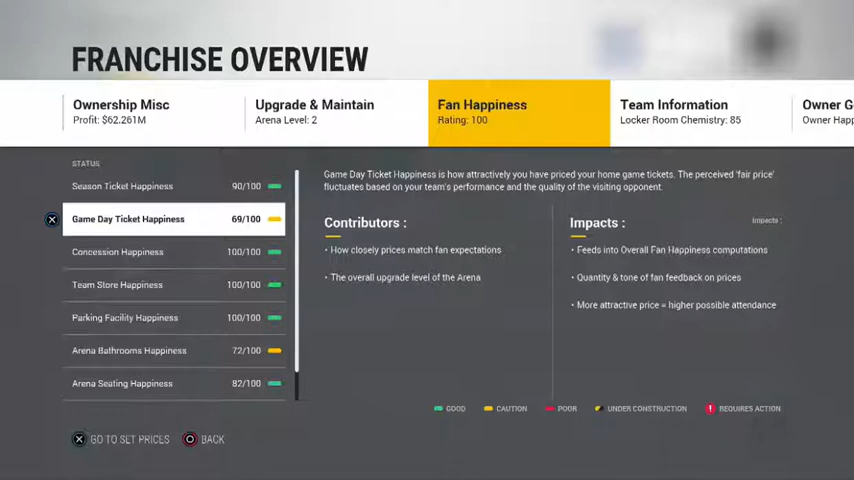 FRANCHISE OVERVIEW
Ownership Misc
Profit: $62.261M
Upgrade & Maintain
Arena Level: 2
Fan Happiness
Rating: 100
Team Information
Locker Room Chemistry: 85
Owner G
Owner Happ
STATUS
Season Ticket Happiness 90/100
Game Day Ticket Happiness 69/100
Concession Happiness 100/100
Team Store Happiness 100/100
Parking Facility Happiness 100/100
Arena Bathrooms Happiness 72/100
Arena Seating Happiness 82/100
Game Day Ticket Happiness is how attractively you have priced your home game tickets. The perceived 'fair price'
fluctuates based on your team's performance and the quality of the visiting opponent.
Contributors :
• How closely prices match fan expectations
• The overall upgrade level of the Arena
Impacts :
Impacts :
• Feeds into Overall Fan Happiness computations
• Quantity & tone of fan feedback on prices
• More attractive price = higher possible attendance
GOOD CAUTION POOR UNDER CONSTRUCTION REQUIRES ACTION
GO TO SET PRICES BACK